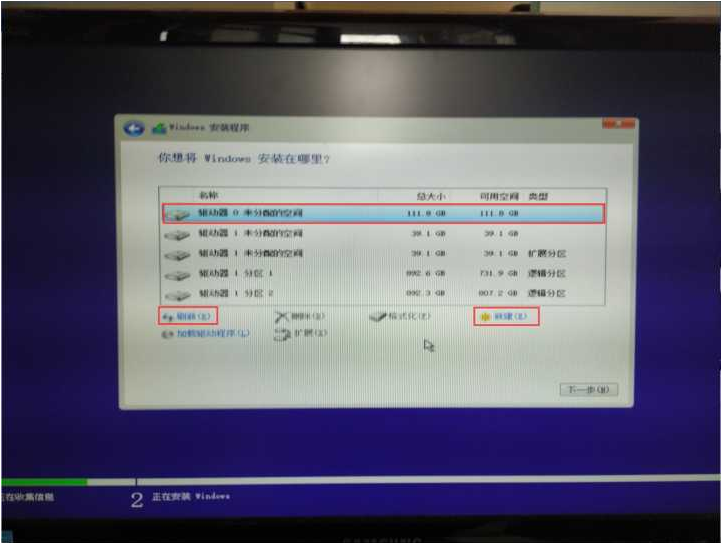 Windows 安装程序
你想将 Windows 安装在哪里?
名称 总大小 可用空间 类型
驱动器 0 未分配的空间 111.8 GB 111.8 GB
驱动器 1 未分配的空间 39.1 GB 39.1 GB
驱动器 1 未分配的空间 39.1 GB 39.1 GB 扩展分区
驱动器 1 分区 1 892.6 GB 731.9 GB 逻辑分区
驱动器 1 分区 2 892.3 GB 807.2 GB 逻辑分区
刷新(R) 删除(D) 格式化(F) 新建(E)
加载驱动程序(L) 扩展(X)
下一步(N)
正在收集信息 2 正在安装 Windows
SAMSUNG